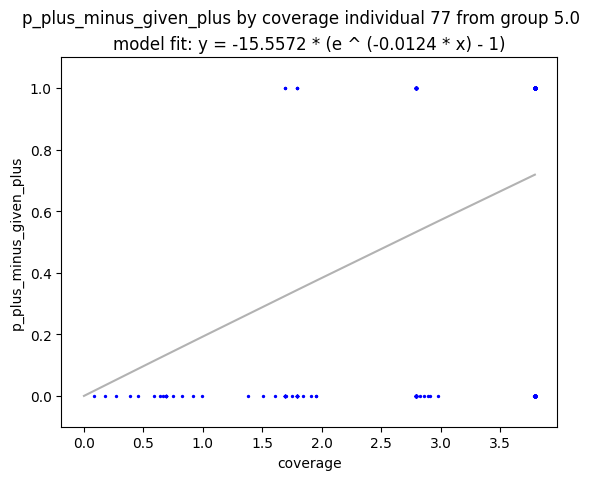 p_plus_minus_given_plus by coverage individual 77 from group 5.0
model fit: y = -15.5572 * (e ^ (-0.0124 * x) - 1)
1.0
0.8
0.6
0.4
0.2
0.0
p_plus_minus_given_plus
0.0 0.5 1.0 1.5 2.0 2.5 3.0 3.5
coverage